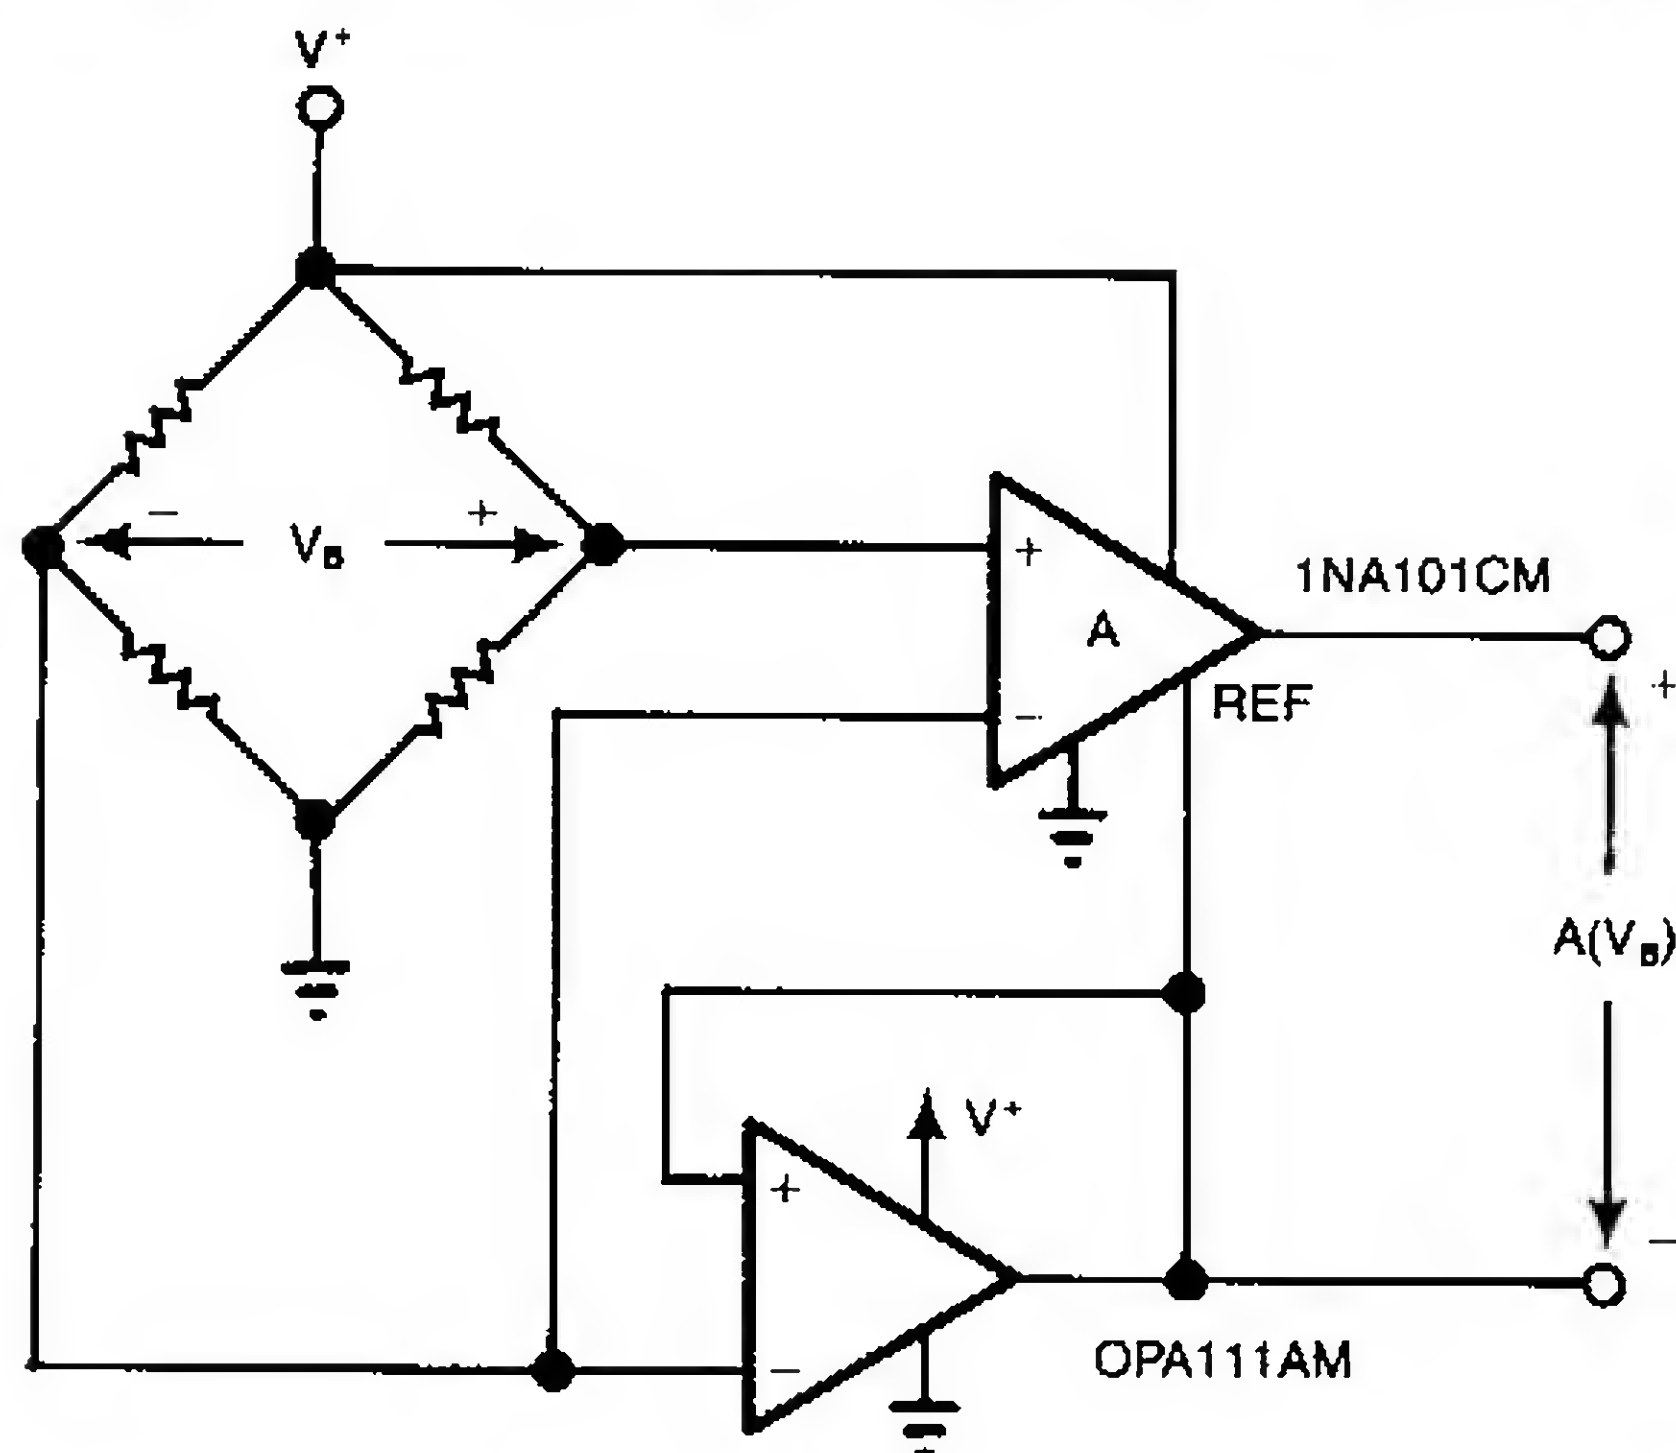 V+
− V_B +
+
A
−
1NA101CM
REF
+
A(V_B)
−
V+
+
−
OPA111AM